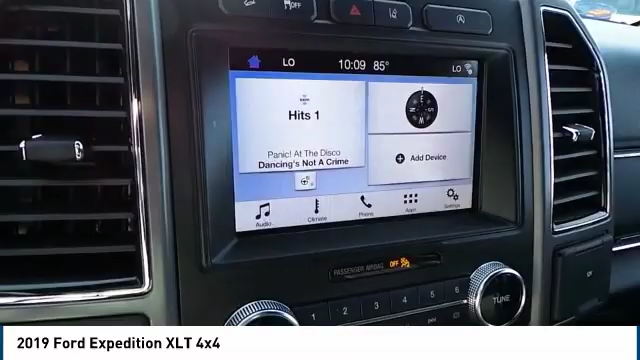 OFF
LO 10:09 85° LO
Hits 1
Panic! At The Disco
Dancing's Not A Crime
E
S
W
Add Device
Audio
Climate
Phone
Apps
Settings
PASSENGER AIRBAG OFF
1 2 3 4 5 6
TUNE
2019 Ford Expedition XLT 4x4